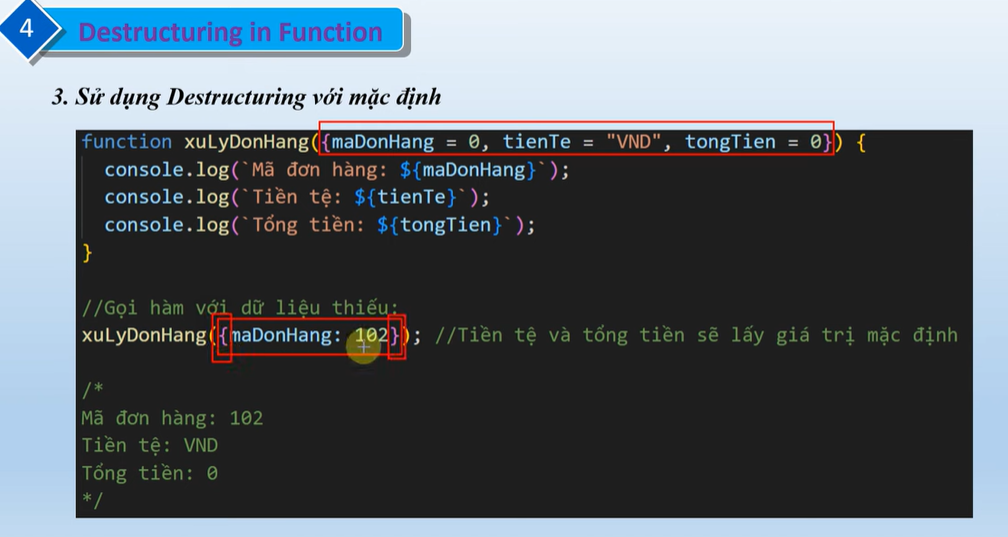 4
Destructuring in Function
3. Sử dụng Destructuring với mặc định
function xuLyDonHang({maDonHang = 0, tienTe = "VND", tongTien = 0}) {
console.log(`Mã đơn hàng: ${maDonHang}`);
console.log(`Tiền tệ: ${tienTe}`);
console.log(`Tổng tiền: ${tongTien}`);
}
//Gọi hàm với dữ liệu thiếu:
xuLyDonHang({maDonHang: 102}); //Tiền tệ và tổng tiền sẽ lấy giá trị mặc định
/*
Mã đơn hàng: 102
Tiền tệ: VND
Tổng tiền: 0
*/